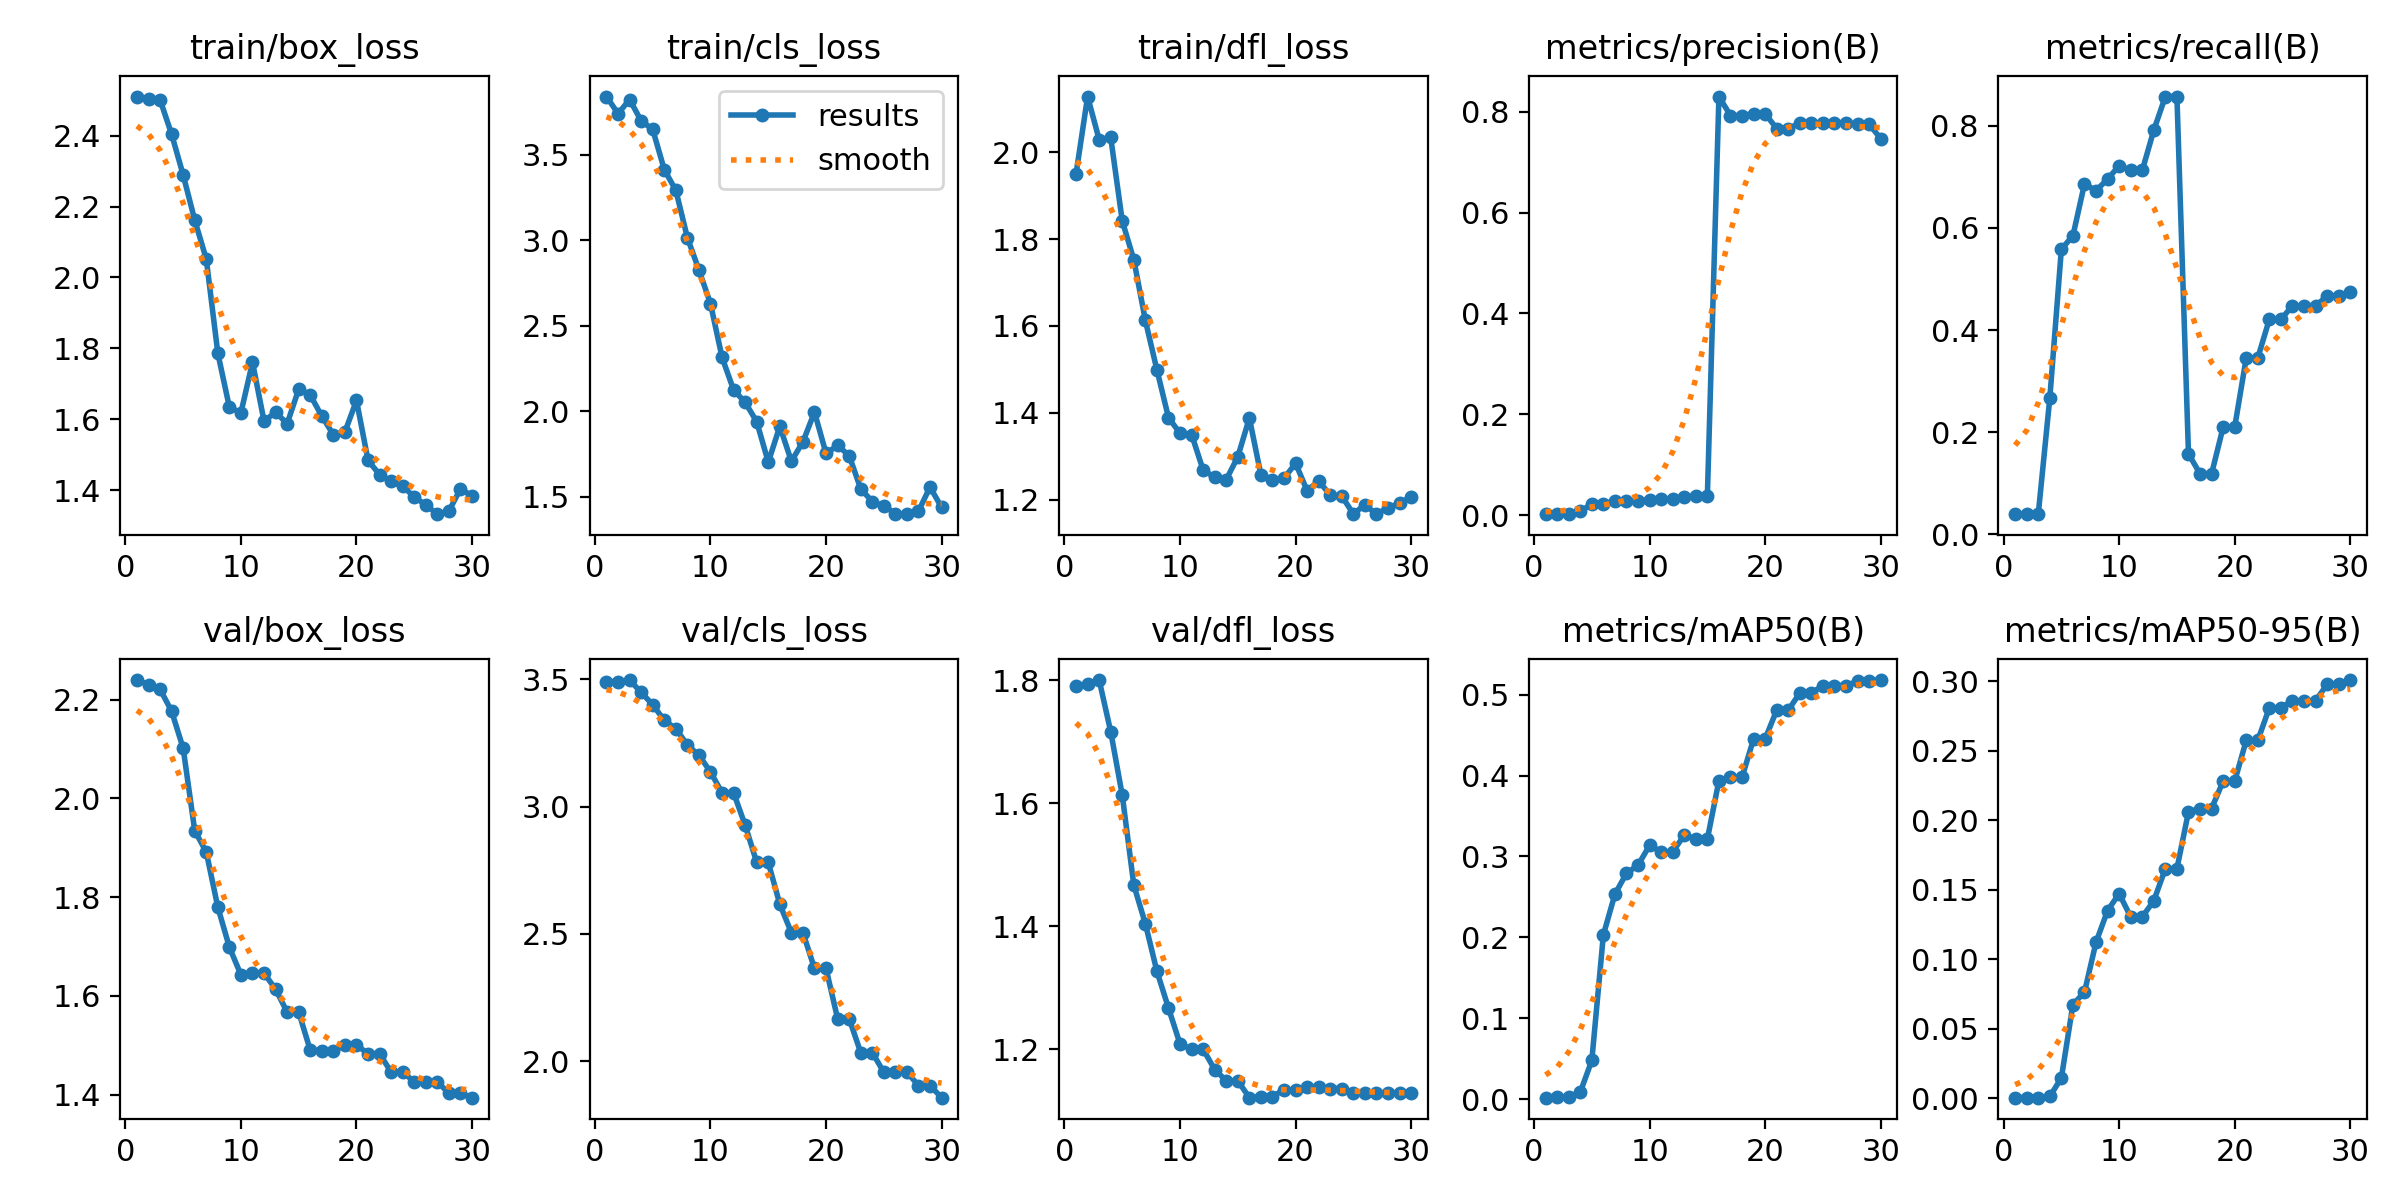 train/box_loss
train/cls_loss
train/dfl_loss
metrics/precision(B)
metrics/recall(B)
results
smooth
2.4
2.2
2.0
1.8
1.6
1.4
0 10 20 30
3.5
3.0
2.5
2.0
1.5
0 10 20 30
2.0
1.8
1.6
1.4
1.2
0 10 20 30
0.8
0.6
0.4
0.2
0.0
0 10 20 30
0.8
0.6
0.4
0.2
0.0
0 10 20 30
val/box_loss
val/cls_loss
val/dfl_loss
metrics/mAP50(B)
metrics/mAP50-95(B)
2.2
2.0
1.8
1.6
1.4
0 10 20 30
3.5
3.0
2.5
2.0
0 10 20 30
1.8
1.6
1.4
1.2
0 10 20 30
0.5
0.4
0.3
0.2
0.1
0.0
0 10 20 30
0.30
0.25
0.20
0.15
0.10
0.05
0.00
0 10 20 30